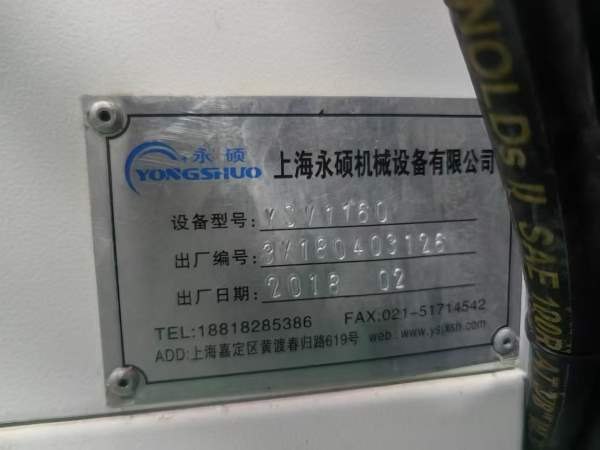 永硕
YONGSHUO
上海永硕机械设备有限公司
设备型号: YSV1160
出厂编号: 3V180403126
出厂日期: 2018 02
TEL:18818285386 FAX:021-51714542
ADD:上海嘉定区黄渡春归路619号 web: www.ysjxsh.com
NOLDS // SAE 100R